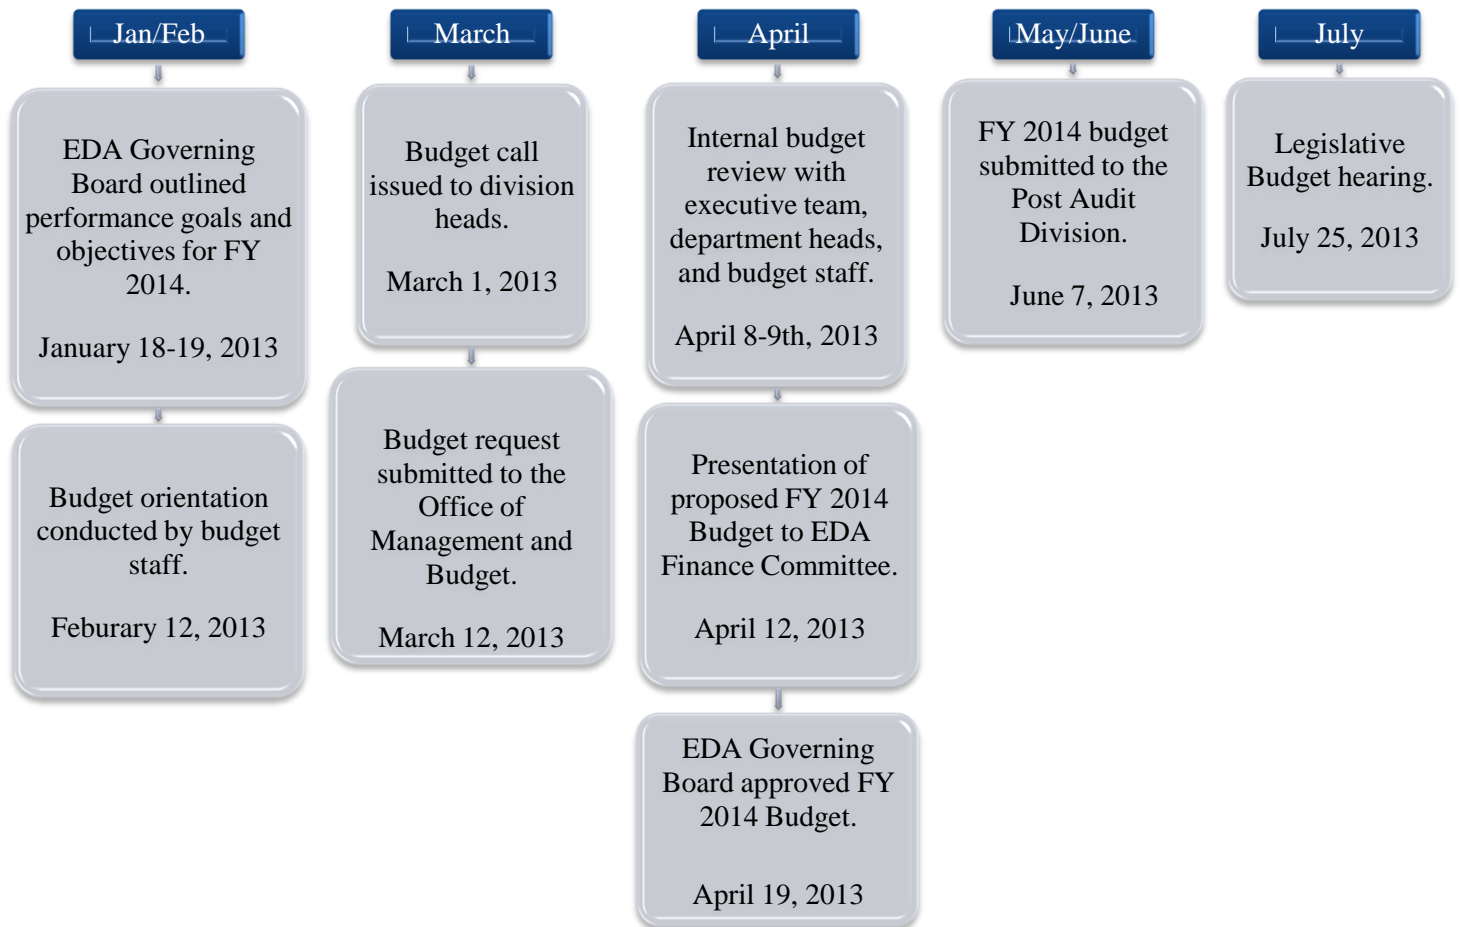 Jan/Feb
EDA Governing
Board outlined
performance goals and
objectives for FY
2014.
January 18-19, 2013
Budget orientation
conducted by budget
staff.
Feburary 12, 2013
March
Budget call
issued to division
heads.
March 1, 2013
Budget request
submitted to the
Office of
Management and
Budget.
March 12, 2013
April
Internal budget
review with
executive team,
department heads,
and budget staff.
April 8-9th, 2013
Presentation of
proposed FY 2014
Budget to EDA
Finance Committee.
April 12, 2013
EDA Governing
Board approved FY
2014 Budget.
April 19, 2013
May/June
FY 2014 budget
submitted to the
Post Audit
Division.
June 7, 2013
July
Legislative
Budget hearing.
July 25, 2013